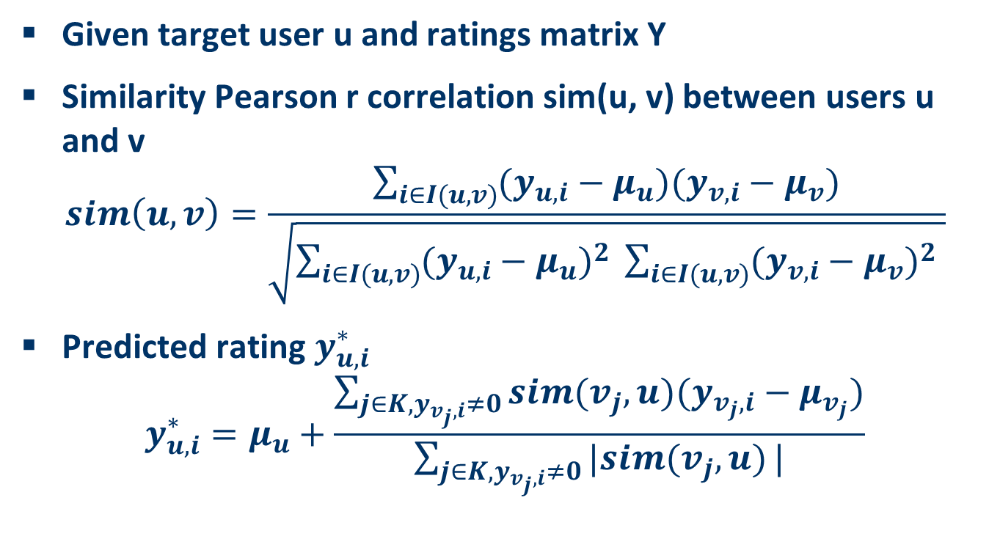 ▪ Given target user u and ratings matrix Y
▪ Similarity Pearson r correlation sim(u, v) between users u
and v
$$sim(u, v) = \frac{\sum_{i \in I(u,v)} (y_{u,i} - \mu_u)(y_{v,i} - \mu_v)}{\sqrt{\sum_{i \in I(u,v)} (y_{u,i} - \mu_u)^2 \sum_{i \in I(u,v)} (y_{v,i} - \mu_v)^2}}$$
▪ Predicted rating $y^*_{u,i}$
$$y^*_{u,i} = \mu_u + \frac{\sum_{j \in K, y_{v_j,i} \neq 0} sim(v_j, u)(y_{v_j,i} - \mu_{v_j})}{\sum_{j \in K, y_{v_j,i} \neq 0} |sim(v_j, u)|}$$